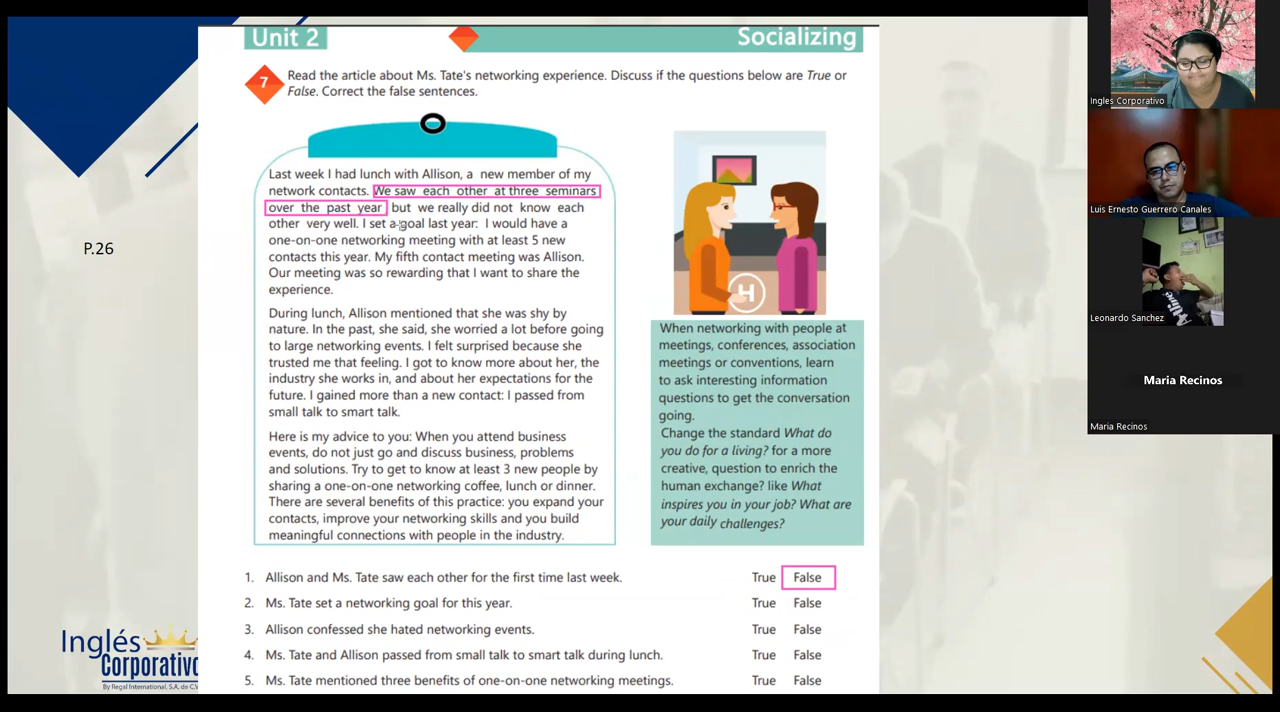 Unit 2
Socializing
7
Read the article about Ms. Tate's networking experience. Discuss if the questions below are True or
False. Correct the false sentences.
Last week I had lunch with Allison, a new member of my
network contacts. We saw each other at three seminars
over the past year but we really did not know each
other very well. I set a goal last year: I would have a
one-on-one networking meeting with at least 5 new
contacts this year. My fifth contact meeting was Allison.
Our meeting was so rewarding that I want to share the
experience.
During lunch, Allison mentioned that she was shy by
nature. In the past, she said, she worried a lot before going
to large networking events. I felt surprised because she
trusted me that feeling. I got to know more about her, the
industry she works in, and about her expectations for the
future. I gained more than a new contact: I passed from
small talk to smart talk.
Here is my advice to you: When you attend business
events, do not just go and discuss business, problems
and solutions. Try to get to know at least 3 new people by
sharing a one-on-one networking coffee, lunch or dinner.
There are several benefits of this practice: you expand your
contacts, improve your networking skills and you build
meaningful connections with people in the industry.
H
When networking with people at
meetings, conferences, association
meetings or conventions, learn
to ask interesting information
questions to get the conversation
going.
Change the standard What do
you do for a living? for a more
creative, question to enrich the
human exchange? like What
inspires you in your job? What are
your daily challenges?
P.26
1. Allison and Ms. Tate saw each other for the first time last week. True False
2. Ms. Tate set a networking goal for this year. True False
3. Allison confessed she hated networking events. True False
4. Ms. Tate and Allison passed from small talk to smart talk during lunch. True False
5. Ms. Tate mentioned three benefits of one-on-one networking meetings. True False
Inglés
Corporativo
By Regal International, S.A. de C.V
Ingles Corporativo
Luis Ernesto Guerrero Canales
Leonardo Sanchez
Maria Recinos
Maria Recinos